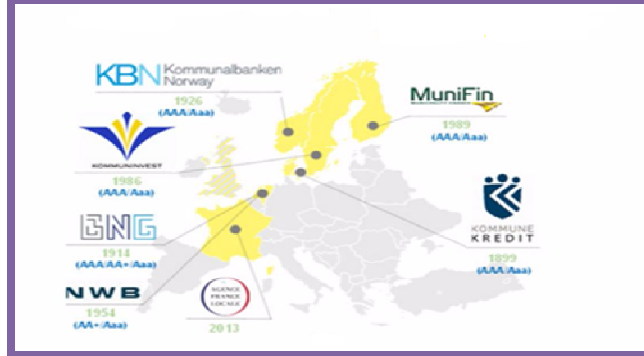 KBN Kommunalbanken
Norway
1926
(AAA/Aaa)
MuniFin
1989
(AAA/Aaa)
KOMMUNINVEST
1986
(AAA/Aaa)
BNG
1914
(AAA/AA+/Aaa)
KOMMUNE
KREDIT
1899
(AAA/Aaa)
NWB
1954
(AA+/Aaa)
AGENCE
FRANCE
LOCALE
2013